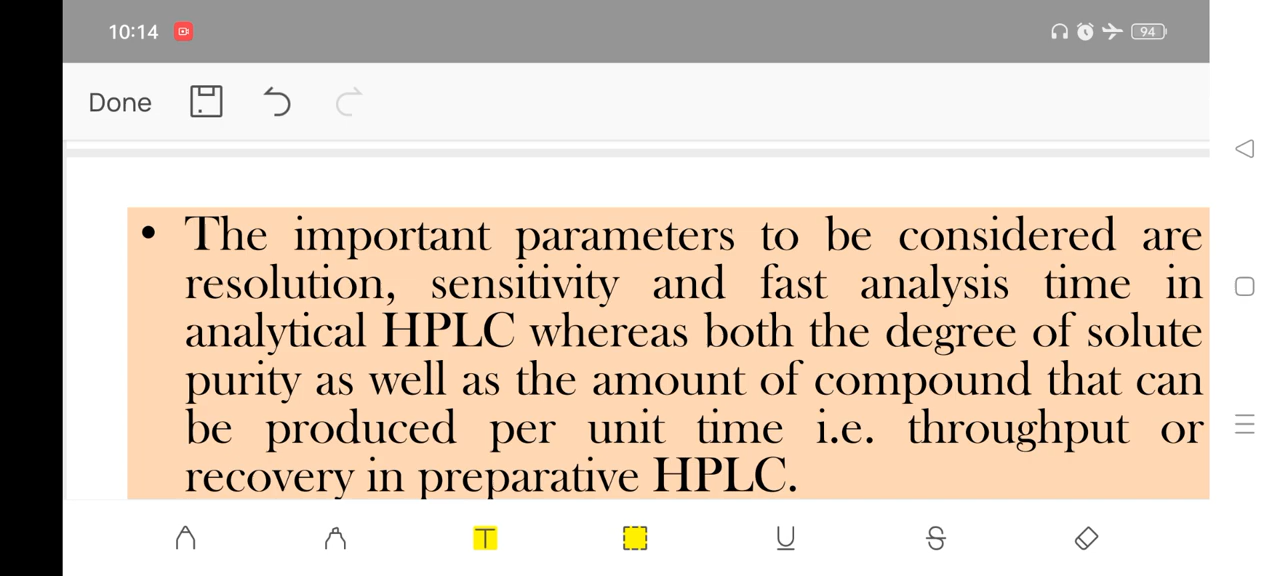 10:14
94
Done
• The important parameters to be considered are
resolution, sensitivity and fast analysis time in
analytical HPLC whereas both the degree of solute
purity as well as the amount of compound that can
be produced per unit time i.e. throughput or
recovery in preparative HPLC.
T
U
S